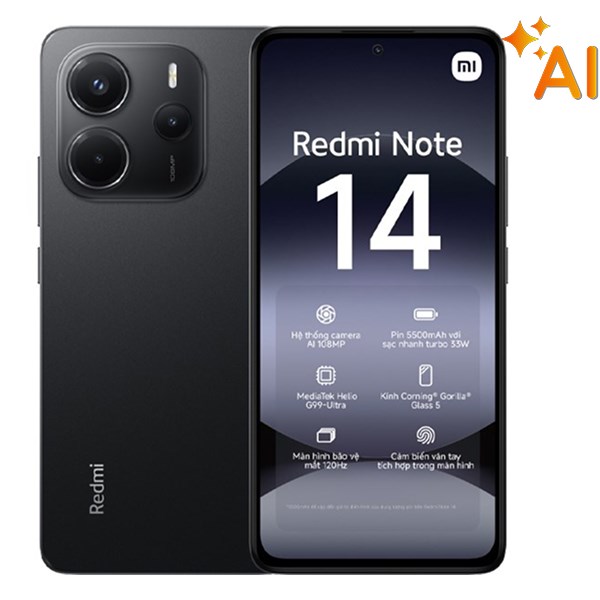 AI
mi
108MP
Redmi Note
14
Hệ thống camera
AI 108MP
Pin 5500mAh với
sạc nhanh turbo 33W
MediaTek Helio
G99-Ultra
Kính Corning® Gorilla®
Glass 5
Màn hình bảo vệ
mắt 120Hz
Cảm biến vân tay
tích hợp trong màn hình
Redmi